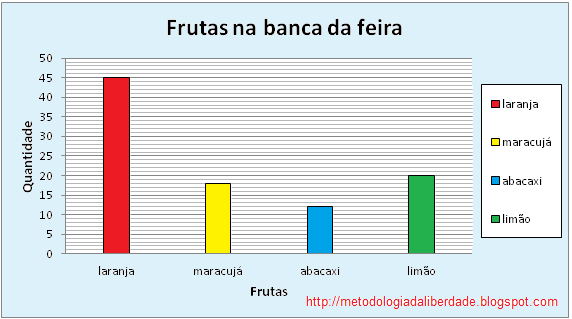 Frutas na banca da feira
Quantidade
50
45
40
35
30
25
20
15
10
5
0
laranja maracujá abacaxi limão
Frutas
laranja
maracujá
abacaxi
limão
http://metodologiadaliberdade.blogspot.com